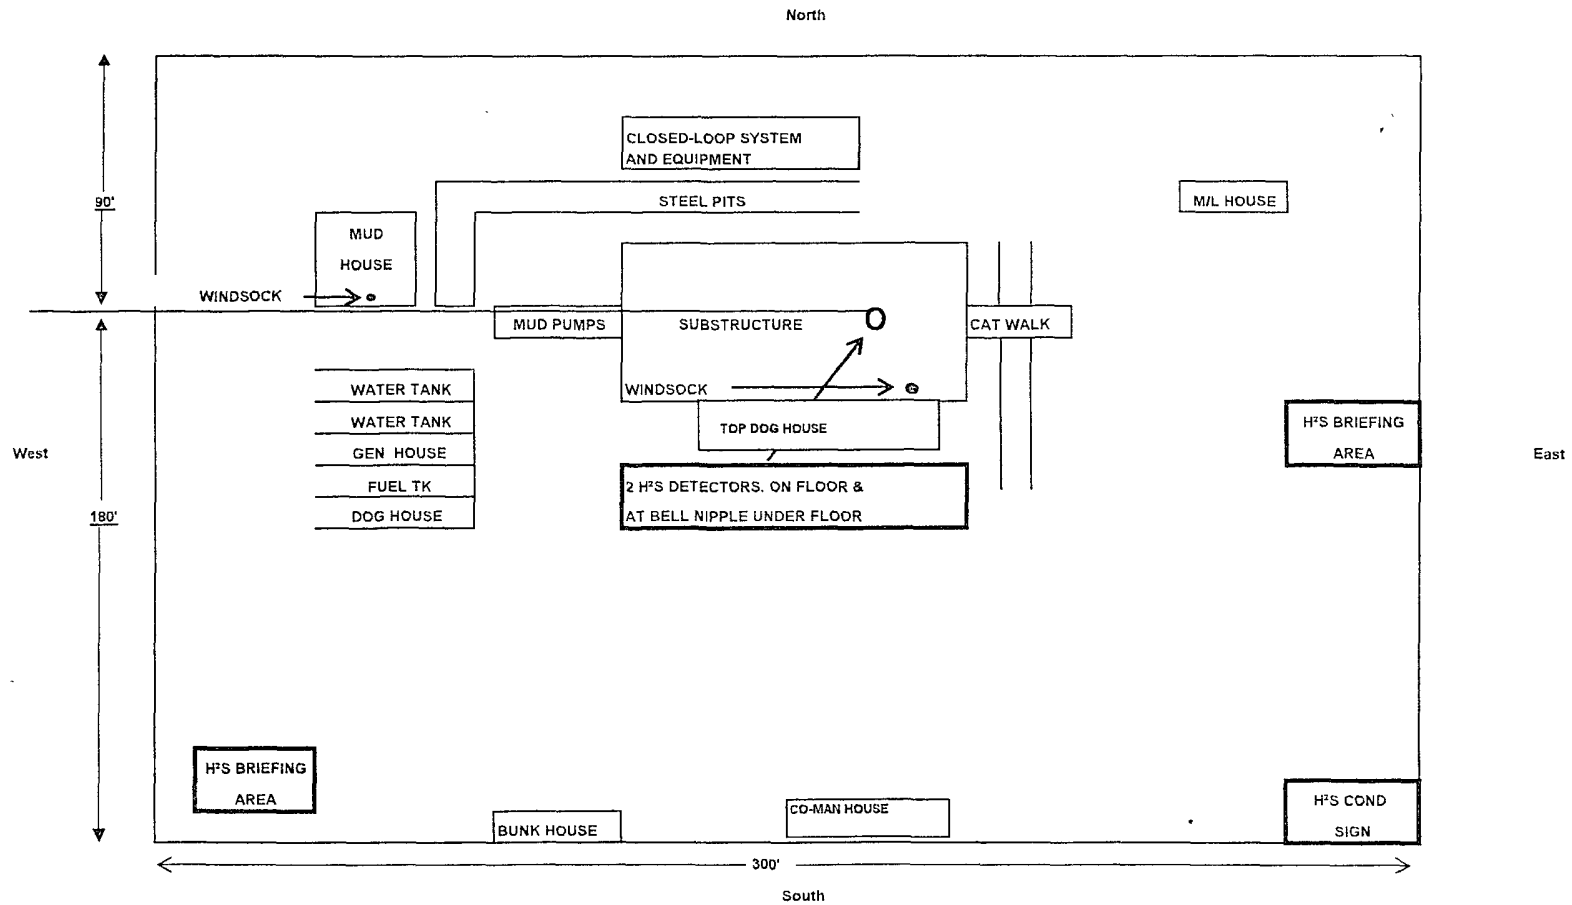 North
CLOSED-LOOP SYSTEM
AND EQUIPMENT
90'
STEEL PITS
M/L HOUSE
MUD
HOUSE
WINDSOCK
MUD PUMPS
SUBSTRUCTURE
CAT WALK
WATER TANK
WINDSOCK
WATER TANK
TOP DOG HOUSE
H²S BRIEFING
AREA
West
GEN HOUSE
East
FUEL TK
2 H²S DETECTORS. ON FLOOR &
AT BELL NIPPLE UNDER FLOOR
180'
DOG HOUSE
H²S BRIEFING
AREA
BUNK HOUSE
CO-MAN HOUSE
H²S COND
SIGN
300'
South